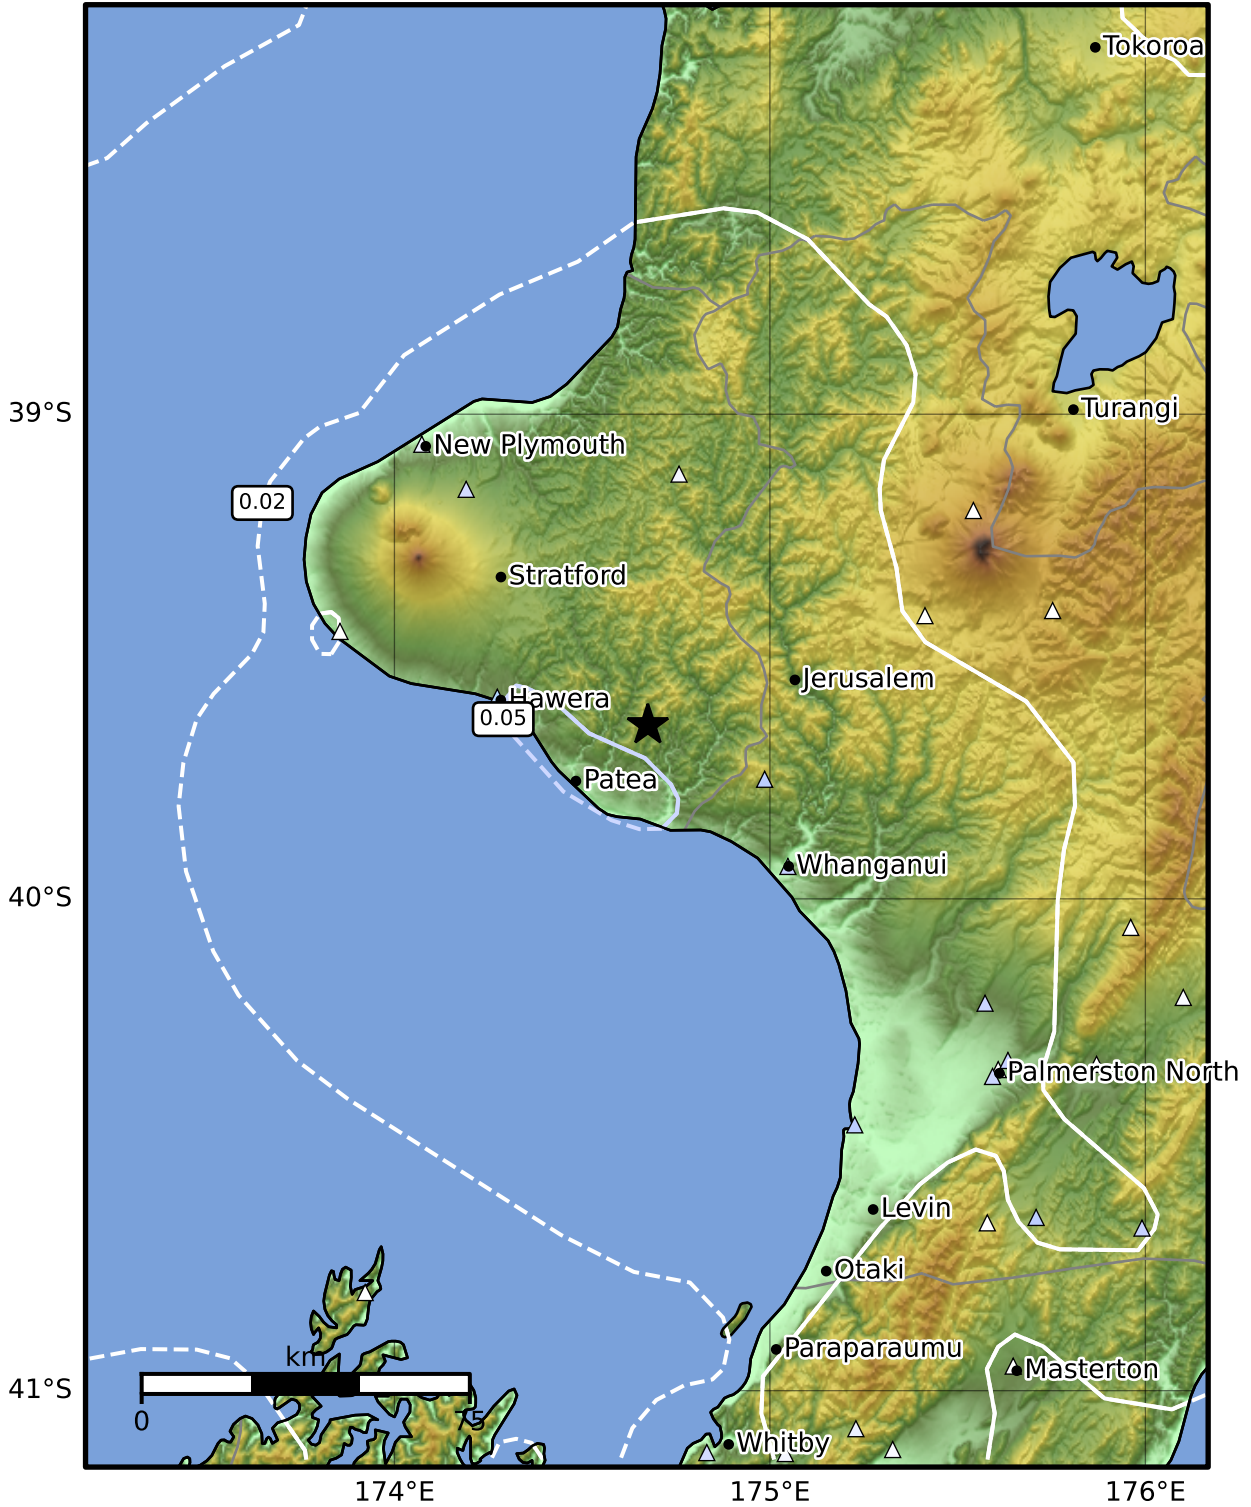 Tokoroa
39°S
Turangi
New Plymouth
0.02
Stratford
Jerusalem
Hawera
0.05
Patea
Whanganui
40°S
Palmerston North
Levin
Otaki
Paraparaumu
km
Masterton
41°S
0
75
Whitby
174°E
175°E
176°E